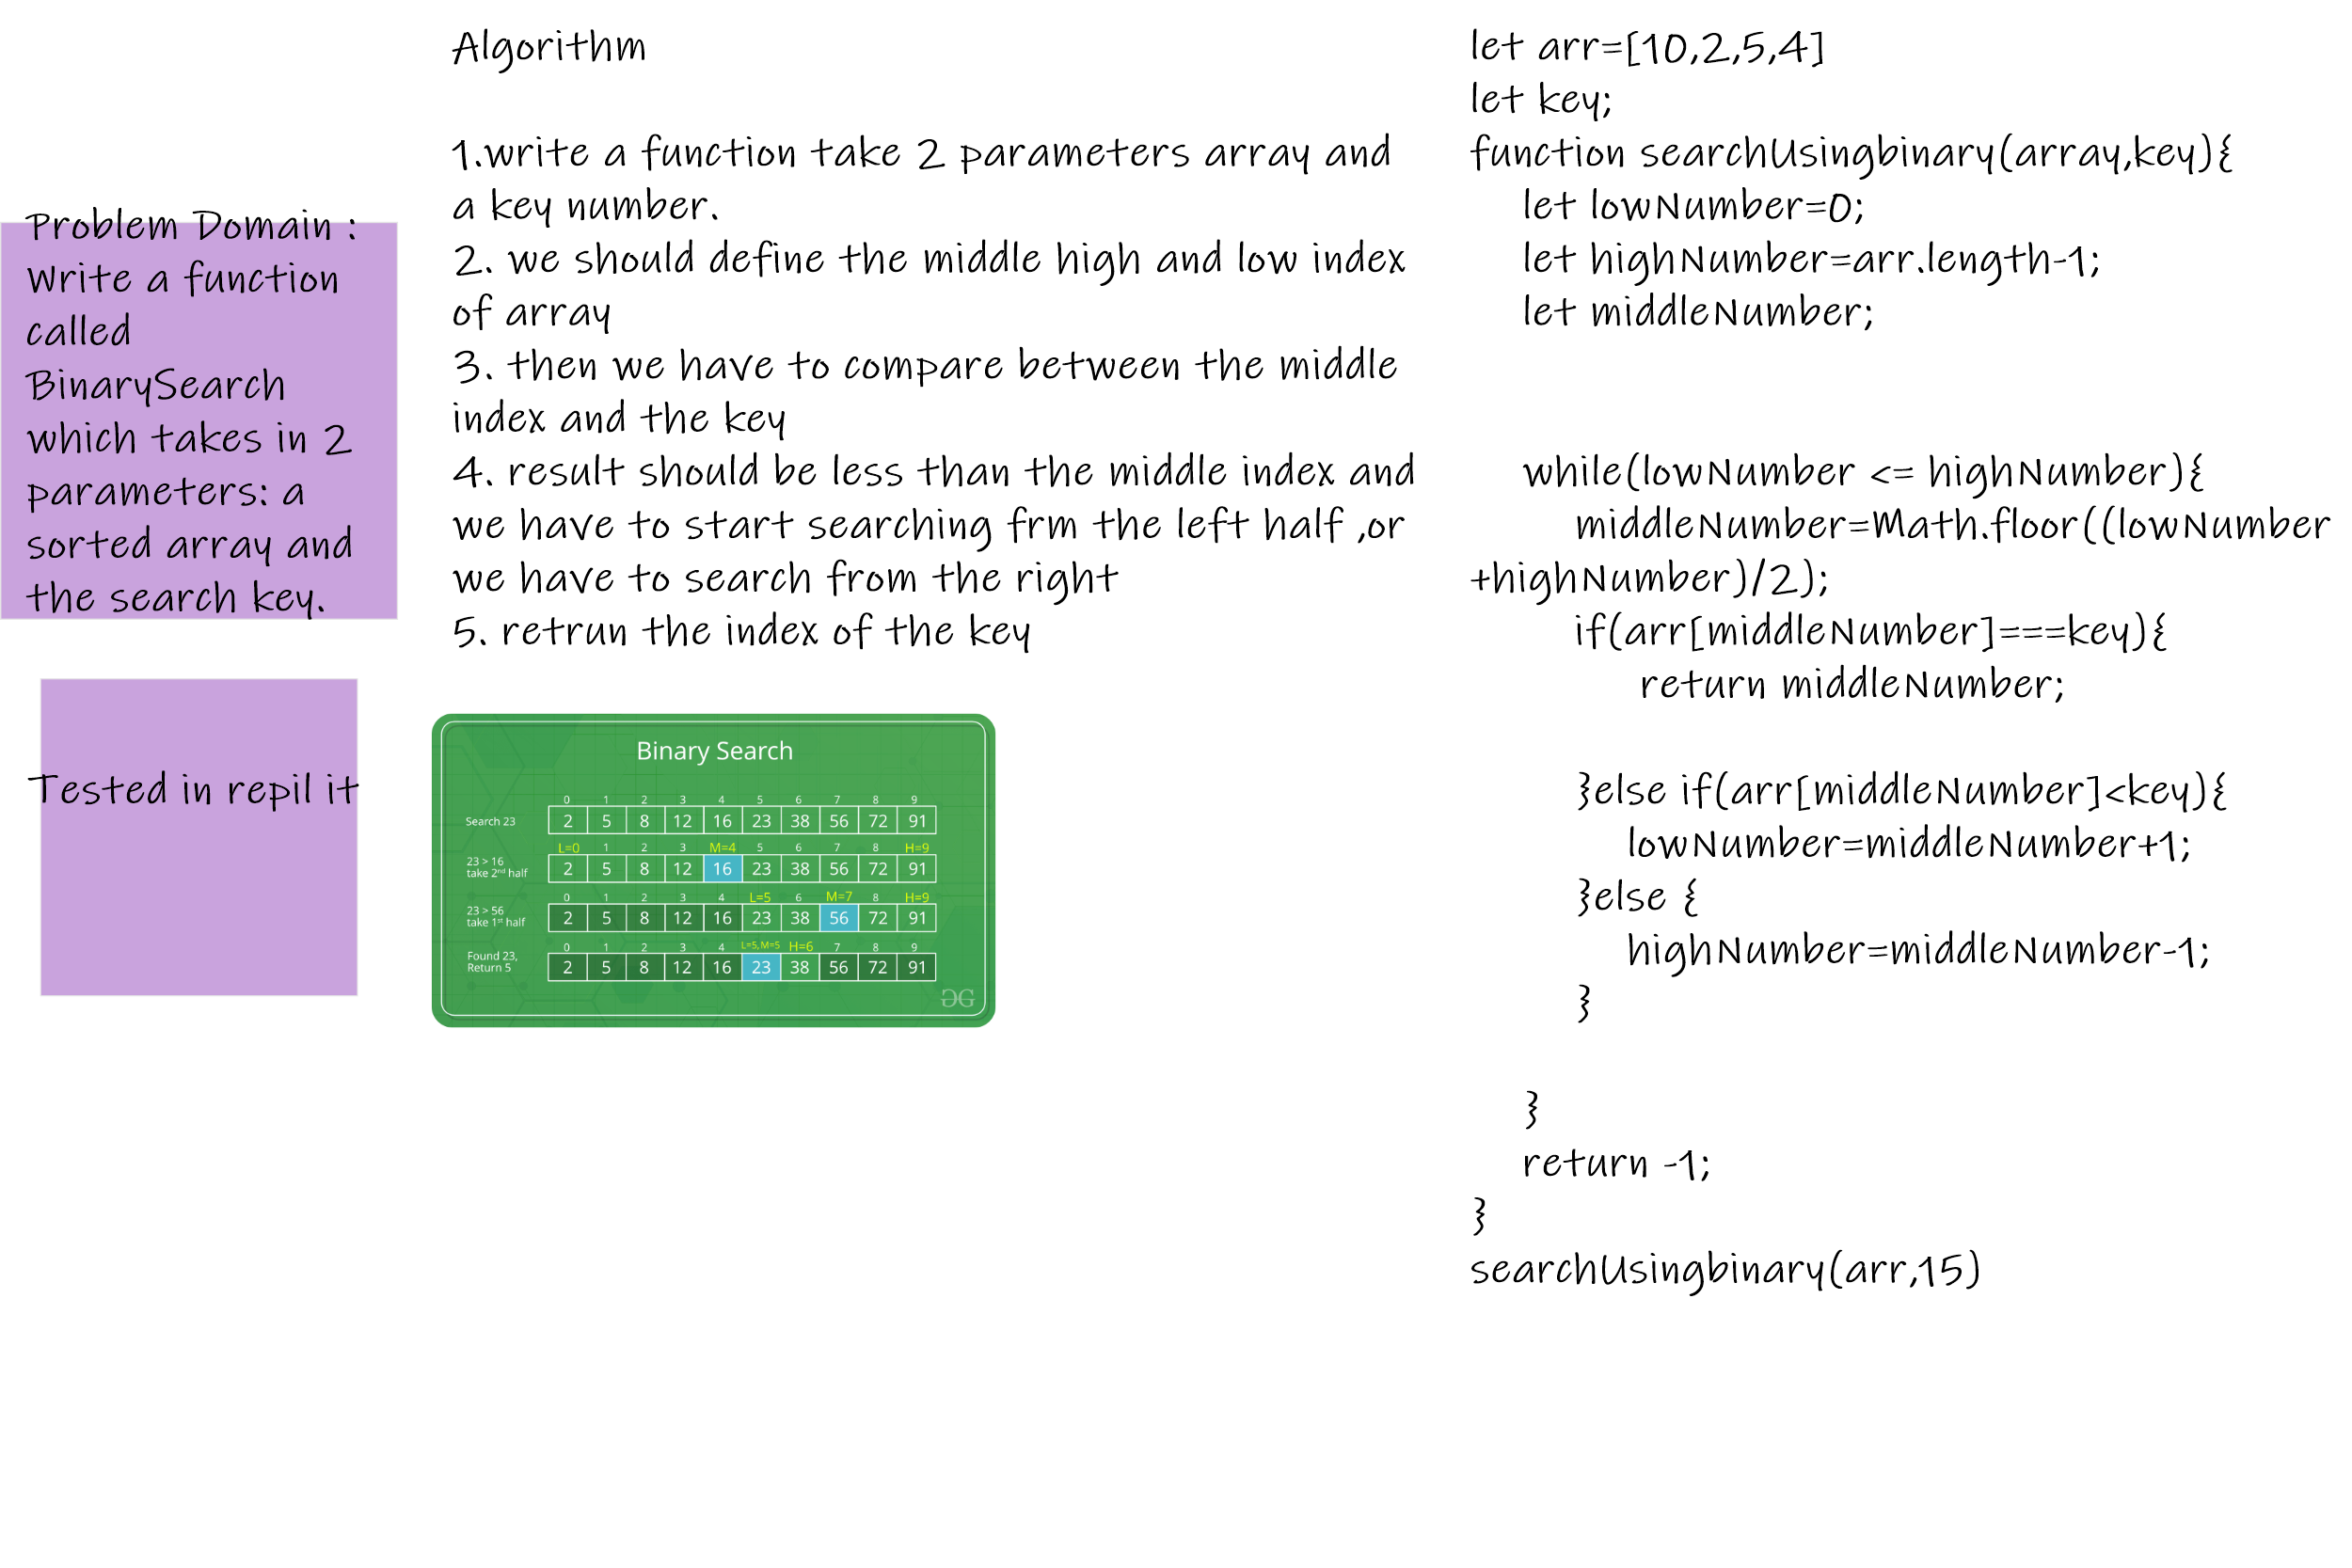 Problem Domain :
Write a function
called
BinarySearch
which takes in 2
parameters: a
sorted array and
the search key.
Tested in repil it
Algorithm
1.write a function take 2 parameters array and
a key number.
2. we should define the middle high and low index
of array
3. then we have to compare between the middle
index and the key
4. result should be less than the middle index and
we have to start searching frm the left half ,or
we have to search from the right
5. retrun the index of the key
Binary Search
0 1 2 3 4 5 6 7 8 9
Search 23 2 5 8 12 16 23 38 56 72 91
L=0 1 2 3 M=4 5 6 7 8 H=9
23 > 16
take 2nd half 2 5 8 12 16 23 38 56 72 91
0 1 2 3 4 L=5 6 M=7 8 H=9
23 > 56
take 1st half 2 5 8 12 16 23 38 56 72 91
0 1 2 3 4 L=5, M=5 H=6 7 8 9
Found 23,
Return 5 2 5 8 12 16 23 38 56 72 91
let arr=[10,2,5,4]
let key;
function searchUsingbinary(array,key){
let lowNumber=0;
let highNumber=arr.length-1;
let middleNumber;
while(lowNumber <= highNumber){
middleNumber=Math.floor((lowNumber
+highNumber)/2);
if(arr[middleNumber]===key){
return middleNumber;
}else if(arr[middleNumber]<key){
lowNumber=middleNumber+1;
}else {
highNumber=middleNumber-1;
}
}
return -1;
}
searchUsingbinary(arr,15)